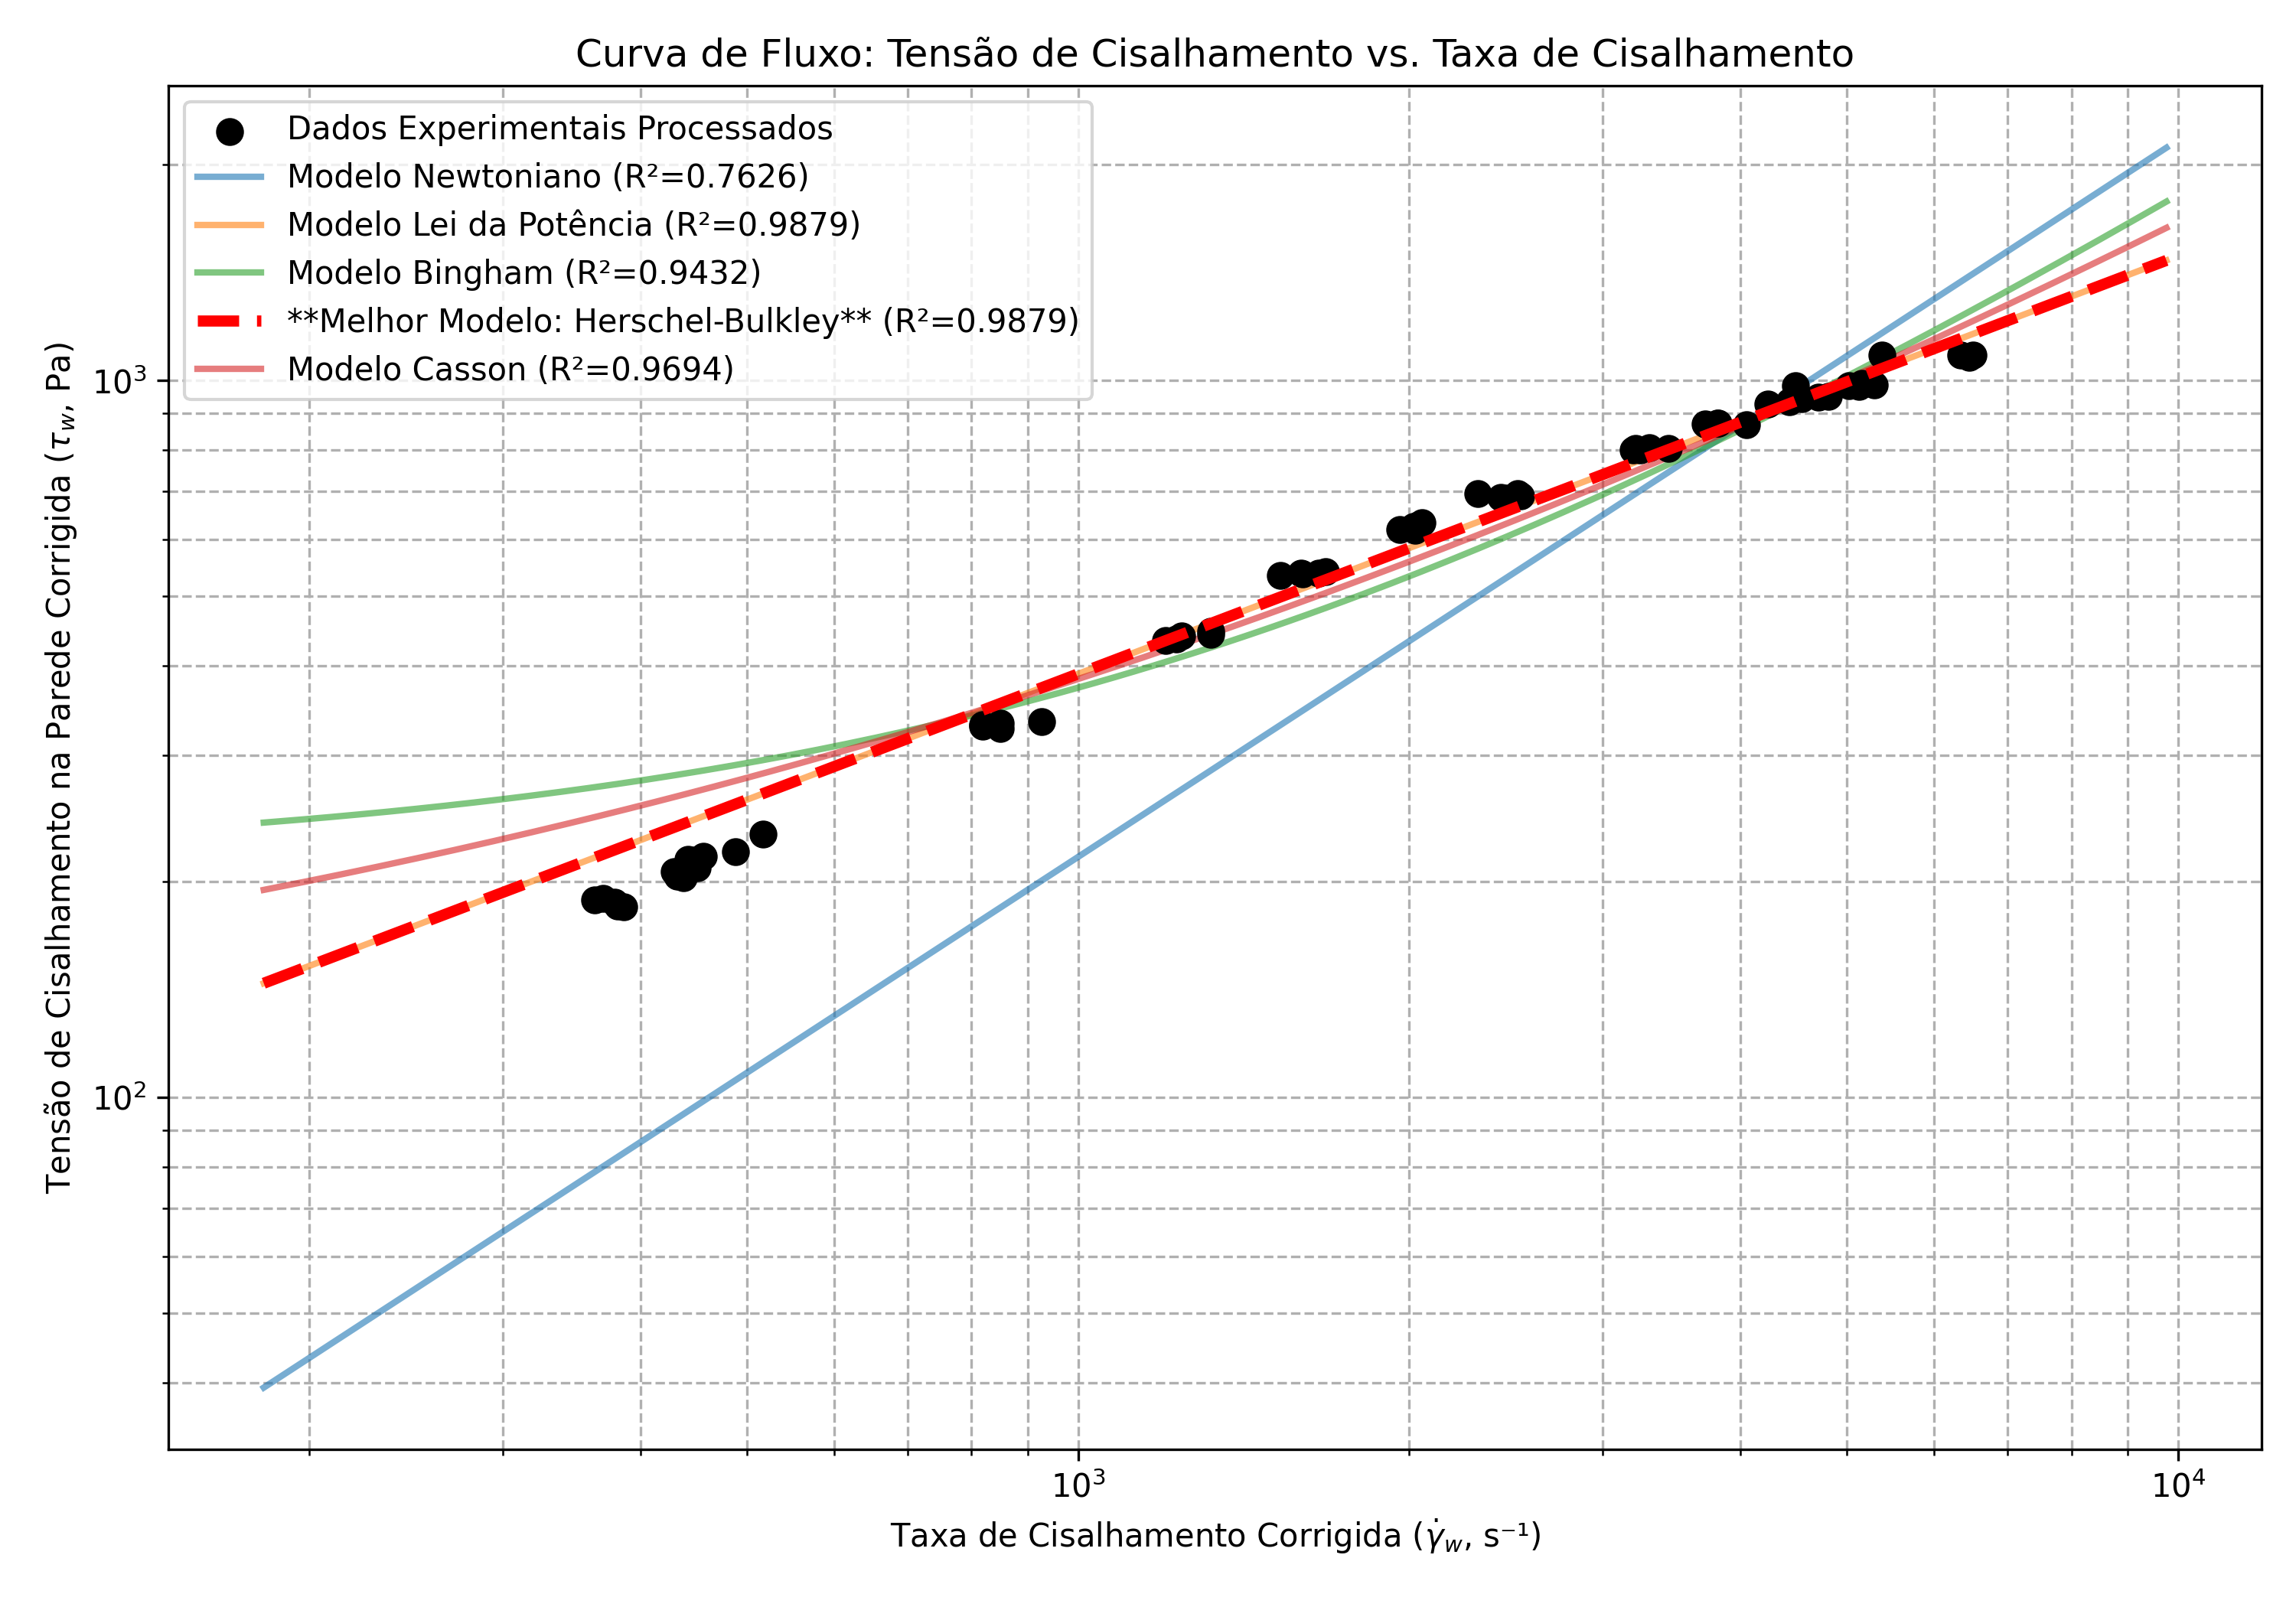 Curva de Fluxo: Tensão de Cisalhamento vs. Taxa de Cisalhamento
Dados Experimentais Processados
Modelo Newtoniano (R²=0.7626)
Modelo Lei da Potência (R²=0.9879)
Modelo Bingham (R²=0.9432)
**Melhor Modelo: Herschel-Bulkley** (R²=0.9879)
Modelo Casson (R²=0.9694)
Tensão de Cisalhamento na Parede Corrigida (τ_w, Pa)
10³
10²
10³
10⁴
Taxa de Cisalhamento Corrigida (γ̇_w, s⁻¹)